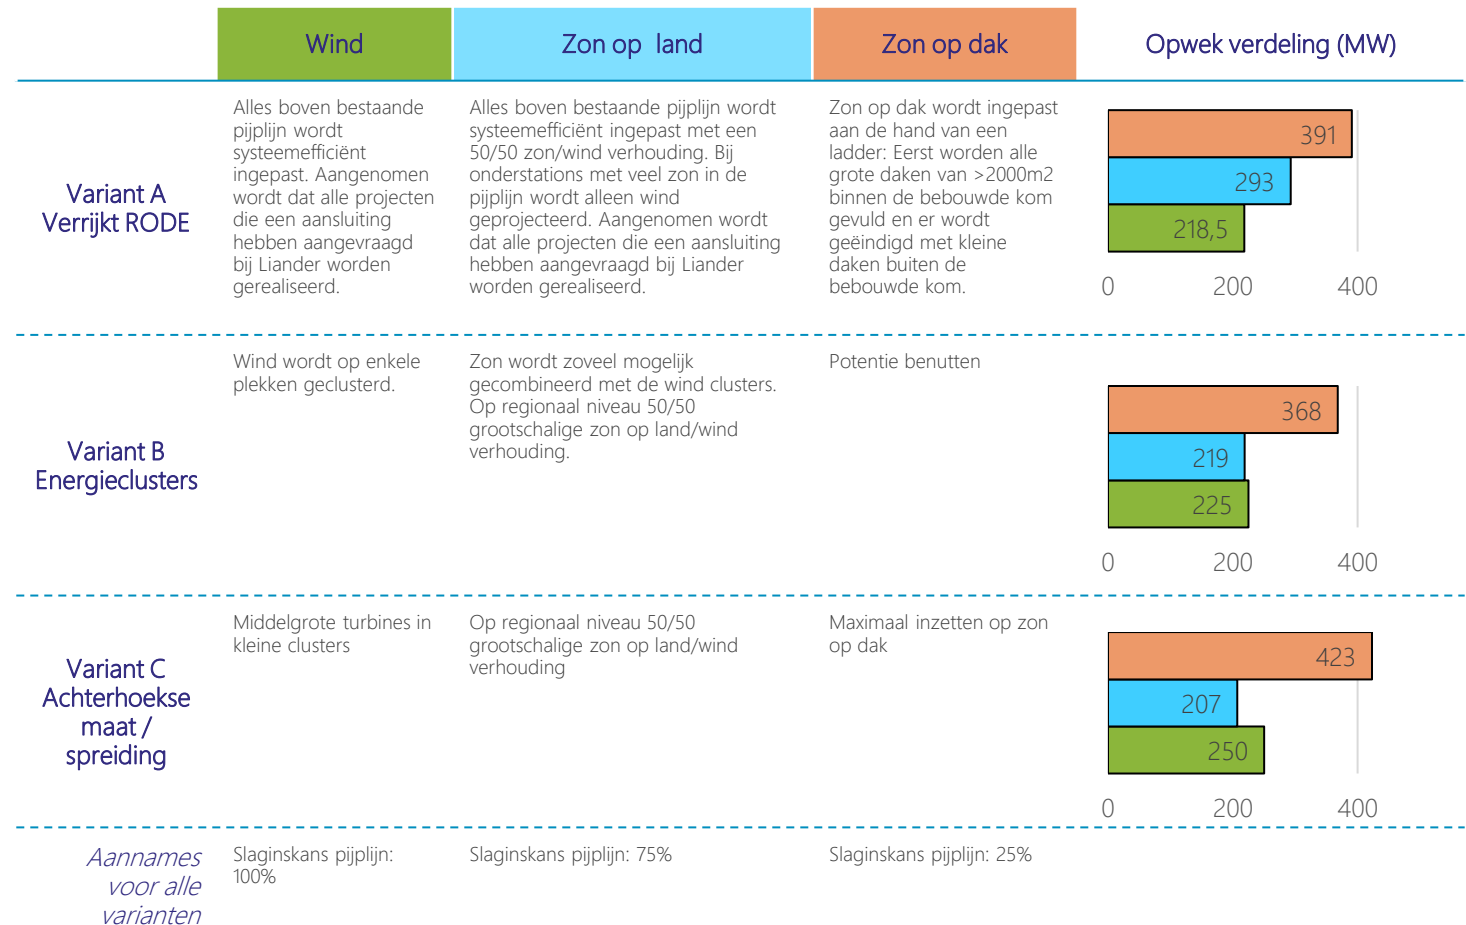 Wind
Zon op land
Zon op dak
Opwek verdeling (MW)
Variant A
Verrijkt RODE
Alles boven bestaande
pijplijn wordt
systeemefficiënt
ingepast. Aangenomen
wordt dat alle projecten
die een aansluiting
hebben aangevraagd
bij Liander worden
gerealiseerd.
Alles boven bestaande pijplijn wordt
systeemefficiënt ingepast met een
50/50 zon/wind verhouding. Bij
onderstations met veel zon in de
pijplijn wordt alleen wind
geprojecteerd. Aangenomen wordt
dat alle projecten die een aansluiting
hebben aangevraagd bij Liander
worden gerealiseerd.
Zon op dak wordt ingepast
aan de hand van een
ladder: Eerst worden alle
grote daken van >2000m2
binnen de bebouwde kom
gevuld en er wordt
geëindigd met kleine
daken buiten de
bebouwde kom.
391
293
218,5
0 200 400
Variant B
Energieclusters
Wind wordt op enkele
plekken geclusterd.
Zon wordt zoveel mogelijk
gecombineerd met de wind clusters.
Op regionaal niveau 50/50
grootschalige zon op land/wind
verhouding.
Potentie benutten
368
219
225
0 200 400
Variant C
Achterhoekse
maat /
spreiding
Middelgrote turbines in
kleine clusters
Op regionaal niveau 50/50
grootschalige zon op land/wind
verhouding
Maximaal inzetten op zon
op dak
423
207
250
0 200 400
Aannames
voor alle
varianten
Slaginskans pijplijn:
100%
Slaginskans pijplijn: 75%
Slaginskans pijplijn: 25%